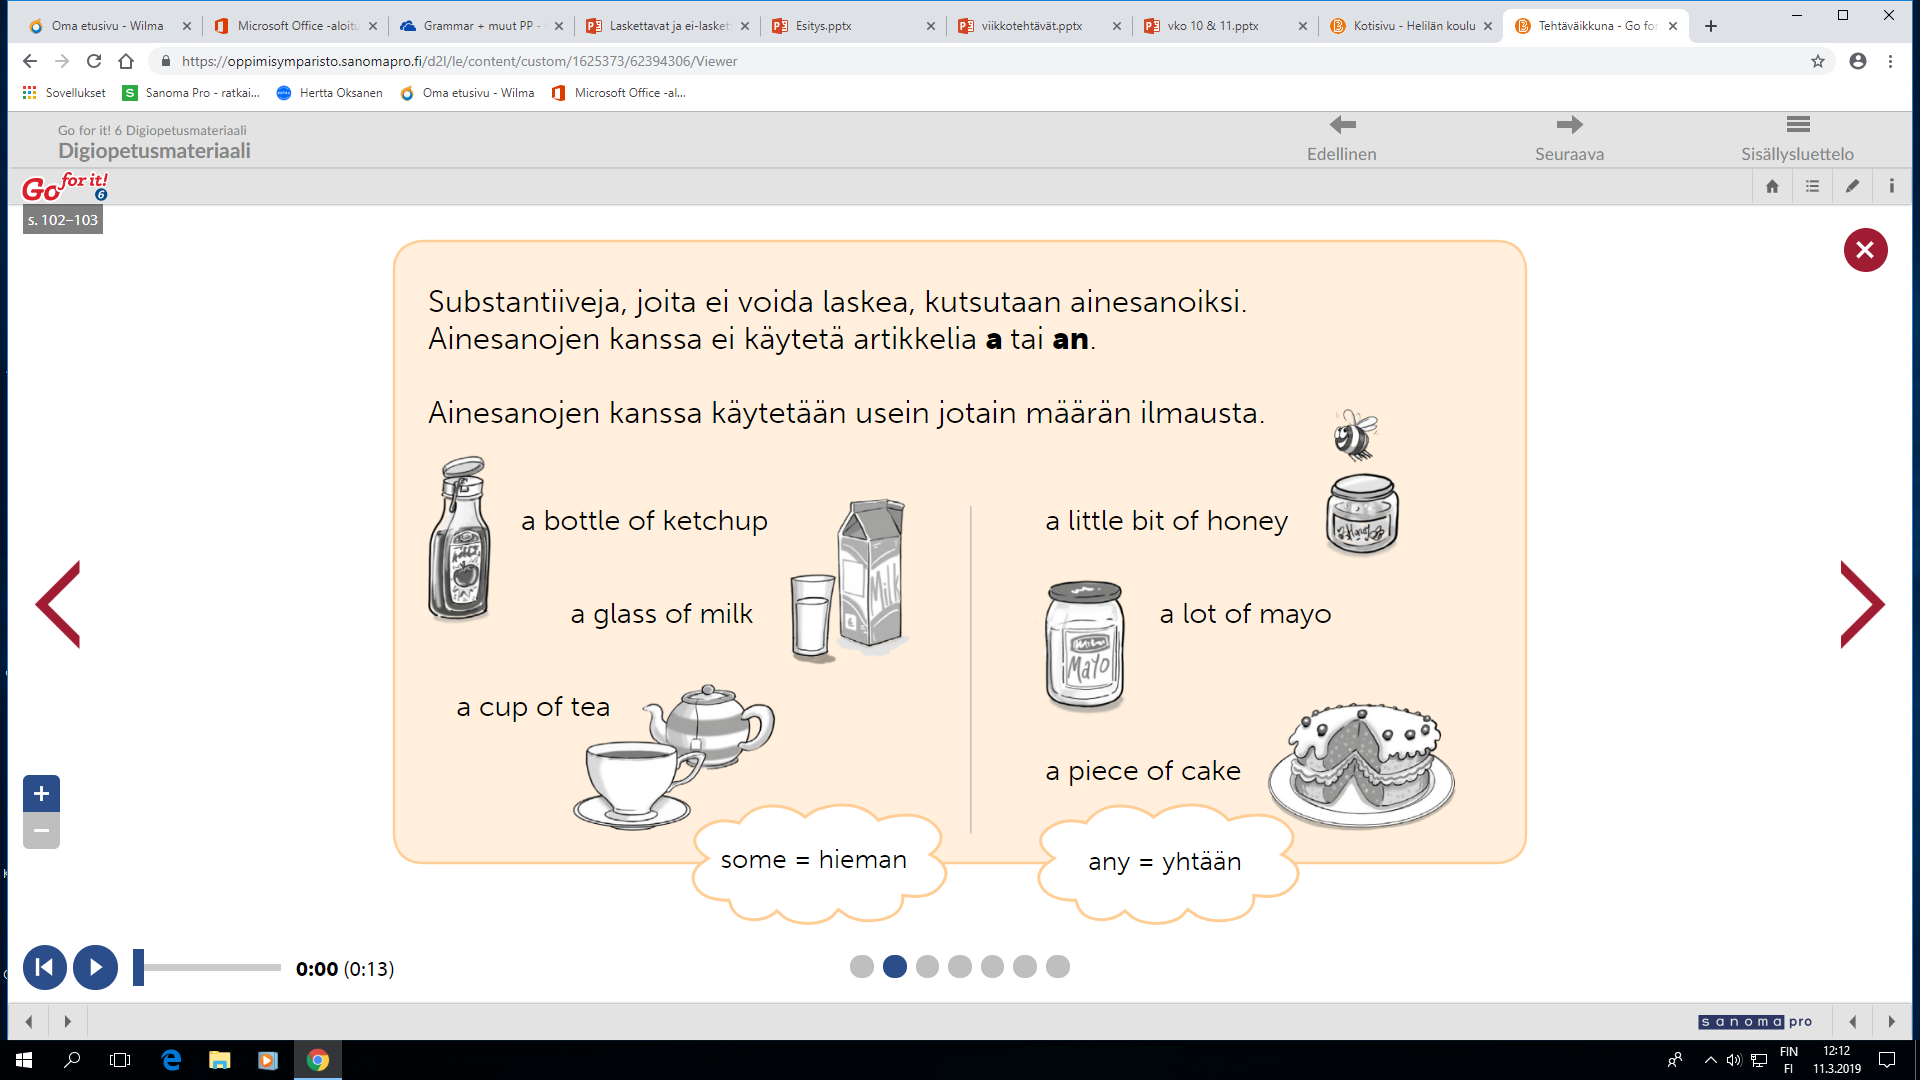 Oma etusivu - Wilma
Microsoft Office -aloitu
Grammar + muut PP -
Laskettavat ja ei-lasket
Esitys.pptx
viikkotehtävät.pptx
vko 10 & 11.pptx
Kotisivu - Helilän koulu
Tehtäväikkuna - Go for
https://oppimisymparisto.sanomapro.fi/d2l/le/content/custom/1625373/62394306/Viewer
Sovellukset
Sanoma Pro - ratkai...
Hertta Oksanen
Oma etusivu - Wilma
Microsoft Office -al...
Go for it! 6 Digiopetusmateriaali
Digiopetusmateriaali
Edellinen
Seuraava
Sisällysluettelo
Go for it! 6
s. 102–103
Substantiiveja, joita ei voida laskea, kutsutaan ainesanoiksi.
Ainesanojen kanssa ei käytetä artikkelia a tai an.
Ainesanojen kanssa käytetään usein jotain määrän ilmausta.
a bottle of ketchup
a little bit of honey
Milk
a glass of milk
a lot of mayo
Mayo
a cup of tea
a piece of cake
some = hieman
any = yhtään
0:00 (0:13)
sanoma pro
FIN
FI
12:12
11.3.2019